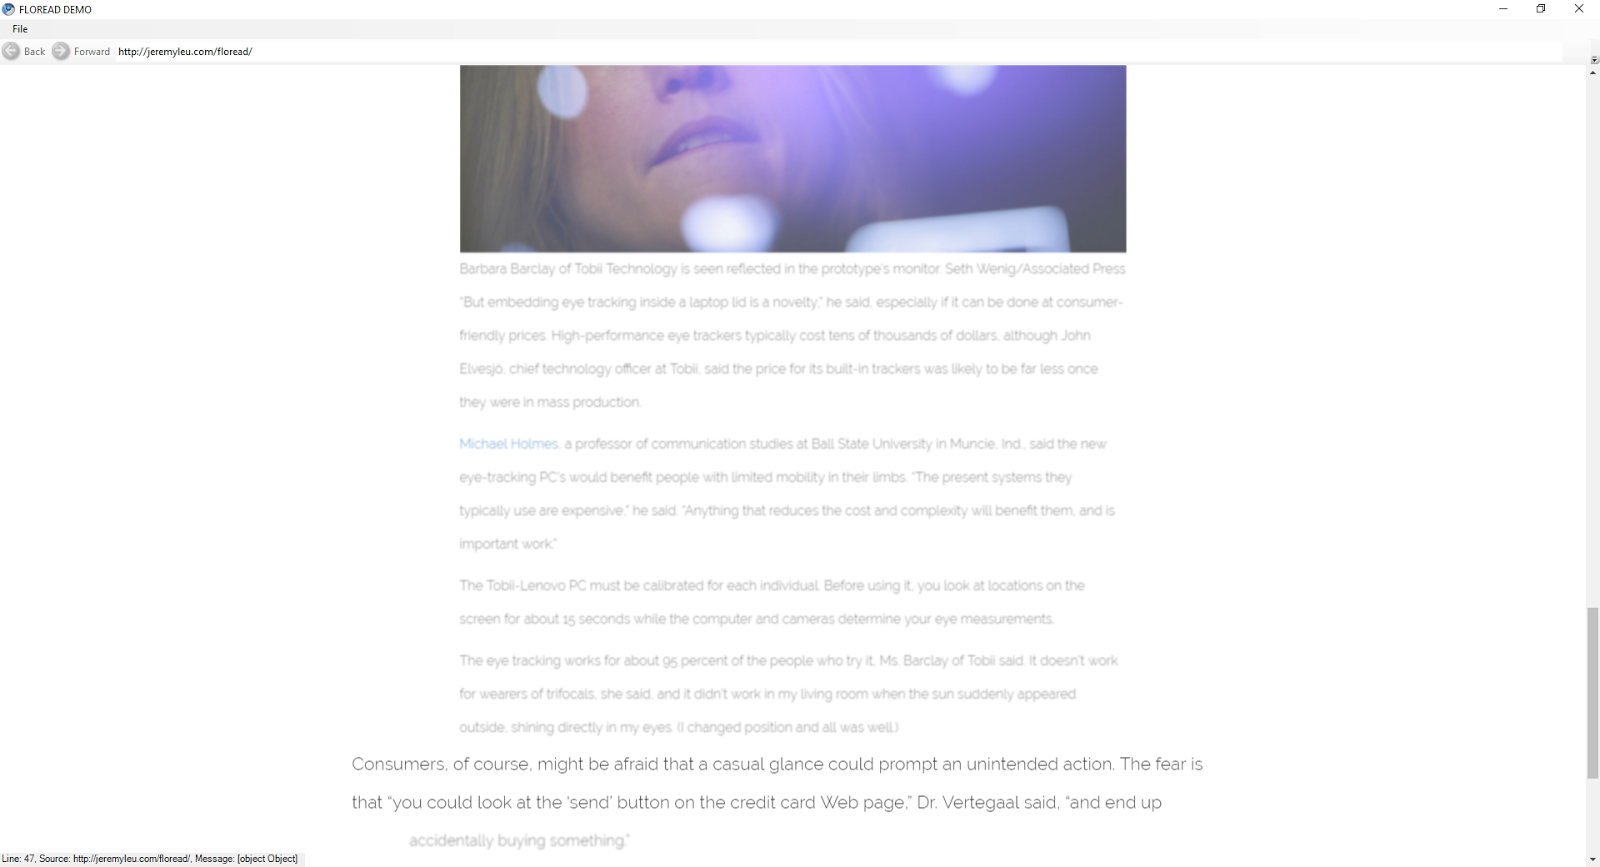 FLOREAD DEMO
File
Back Forward http://jeremyleu.com/floread/
Barbara Barclay of Tobii Technology is seen reflected in the prototype's monitor. Seth Wenig/Associated Press
“But embedding eye tracking inside a laptop lid is a novelty,” he said, especially if it can be done at consumer-
friendly prices. High-performance eye trackers typically cost tens of thousands of dollars, although John
Elvesjö, chief technology officer at Tobii, said the price for its built-in trackers was likely to be far less once
they were in mass production.
Michael Holmes, a professor of communication studies at Ball State University in Muncie, Ind., said the new
eye-tracking PC's would benefit people with limited mobility in their limbs. “The present systems they
typically use are expensive,” he said. “Anything that reduces the cost and complexity will benefit them, and is
important work.”
The Tobii-Lenovo PC must be calibrated for each individual. Before using it, you look at locations on the
screen for about 15 seconds while the computer and cameras determine your eye measurements.
The eye tracking works for about 95 percent of the people who try it, Ms. Barclay of Tobii said. It doesn't work
for wearers of trifocals, she said, and it didn't work in my living room when the sun suddenly appeared
outside, shining directly in my eyes. (I changed position and all was well.)
Consumers, of course, might be afraid that a casual glance could prompt an unintended action. The fear is
that “you could look at the ‘send’ button on the credit card Web page,” Dr. Vertegaal said, “and end up
accidentally buying something.”
Line: 47, Source: http://jeremyleu.com/floread/, Message: [object Object]